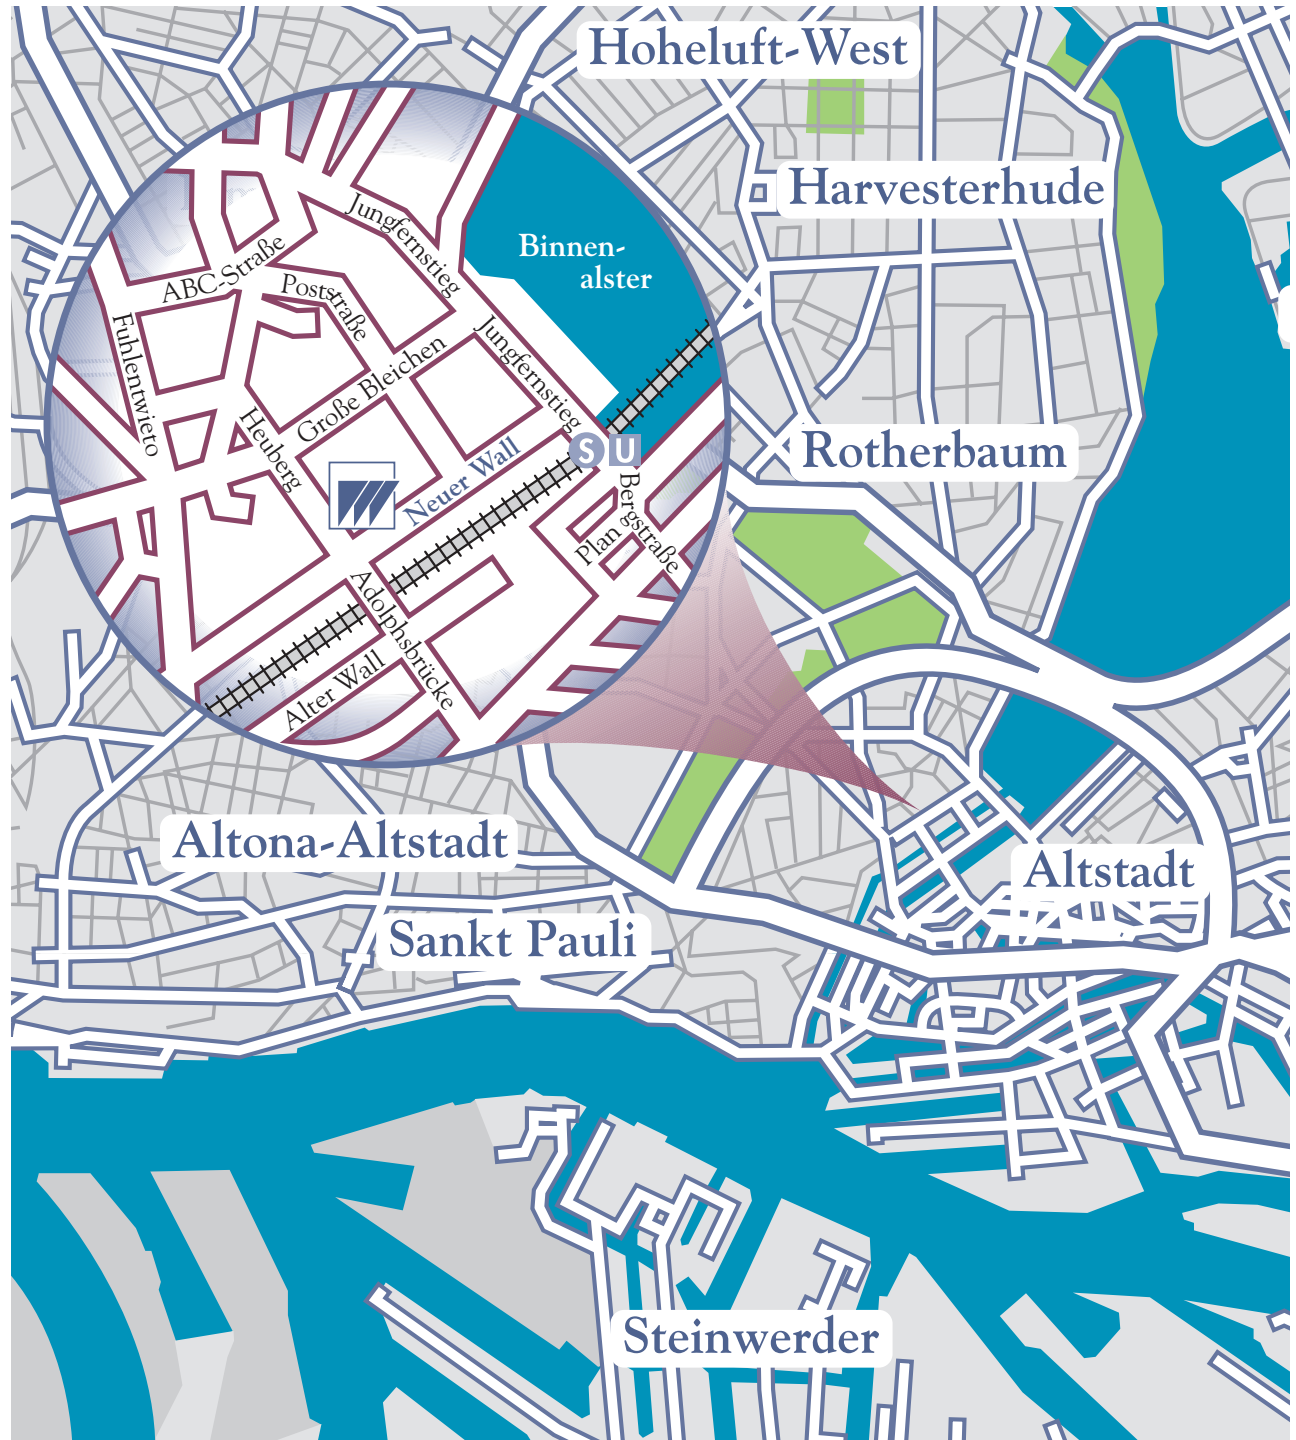 Hoheluft-West
Harvesterhude
Binnen-
alster
Jungfernstieg
ABC-Straße
Poststraße
Fuhlentwieto
Jungfernstieg
Große Bleichen
Heuberg
Neuer Wall
S U
Bergstraße
Plan
Rotherbaum
Adolphsbrücke
Alter Wall
Altona-Altstadt
Altstadt
Sankt Pauli
Steinwerder